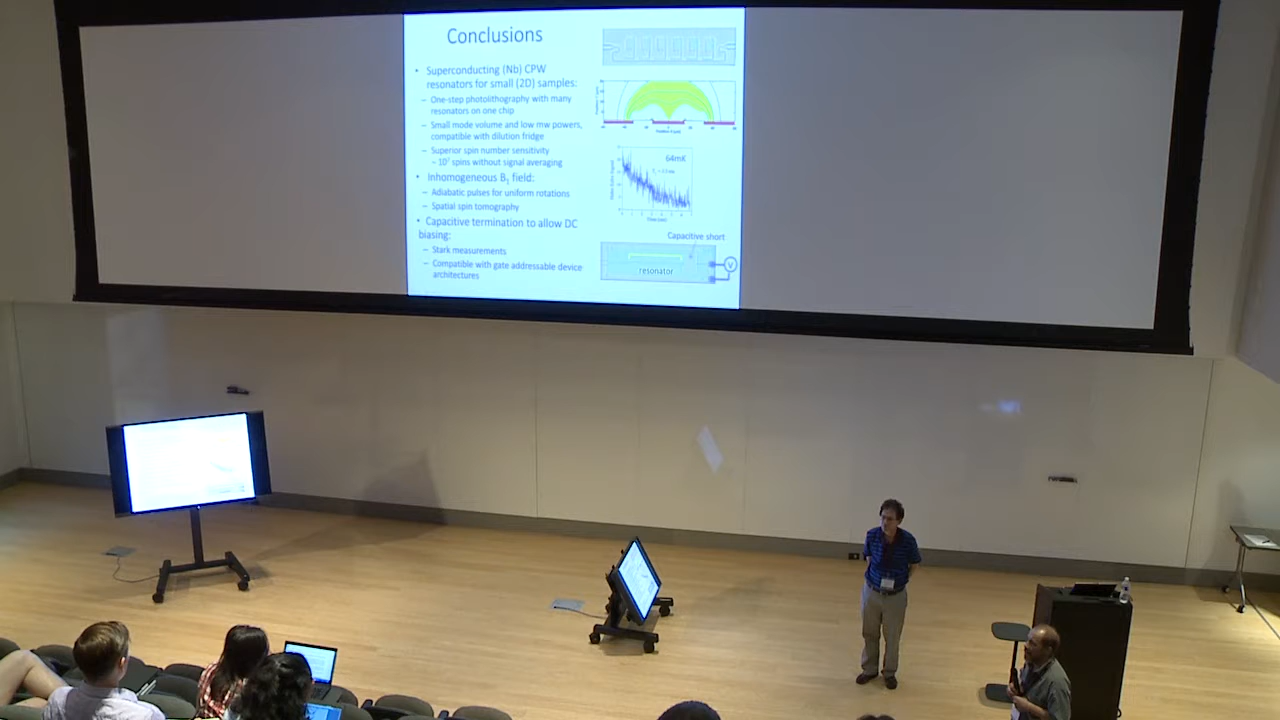 Conclusions
• Superconducting (Nb) CPW
resonators for small (2D) samples:
– One-step photolithography with many
resonators on one chip
– Small mode volume and low mw powers,
compatible with dilution fridge
– Superior spin number sensitivity
~ 10⁷ spins without signal averaging
• Inhomogeneous B₁ field:
– Adiabatic pulses for uniform rotations
– Spatial spin tomography
• Capacitive termination to allow DC
biasing:
– Stark measurements
– Compatible with gate addressable device
architectures
64mK
Capacitive short
resonator
V